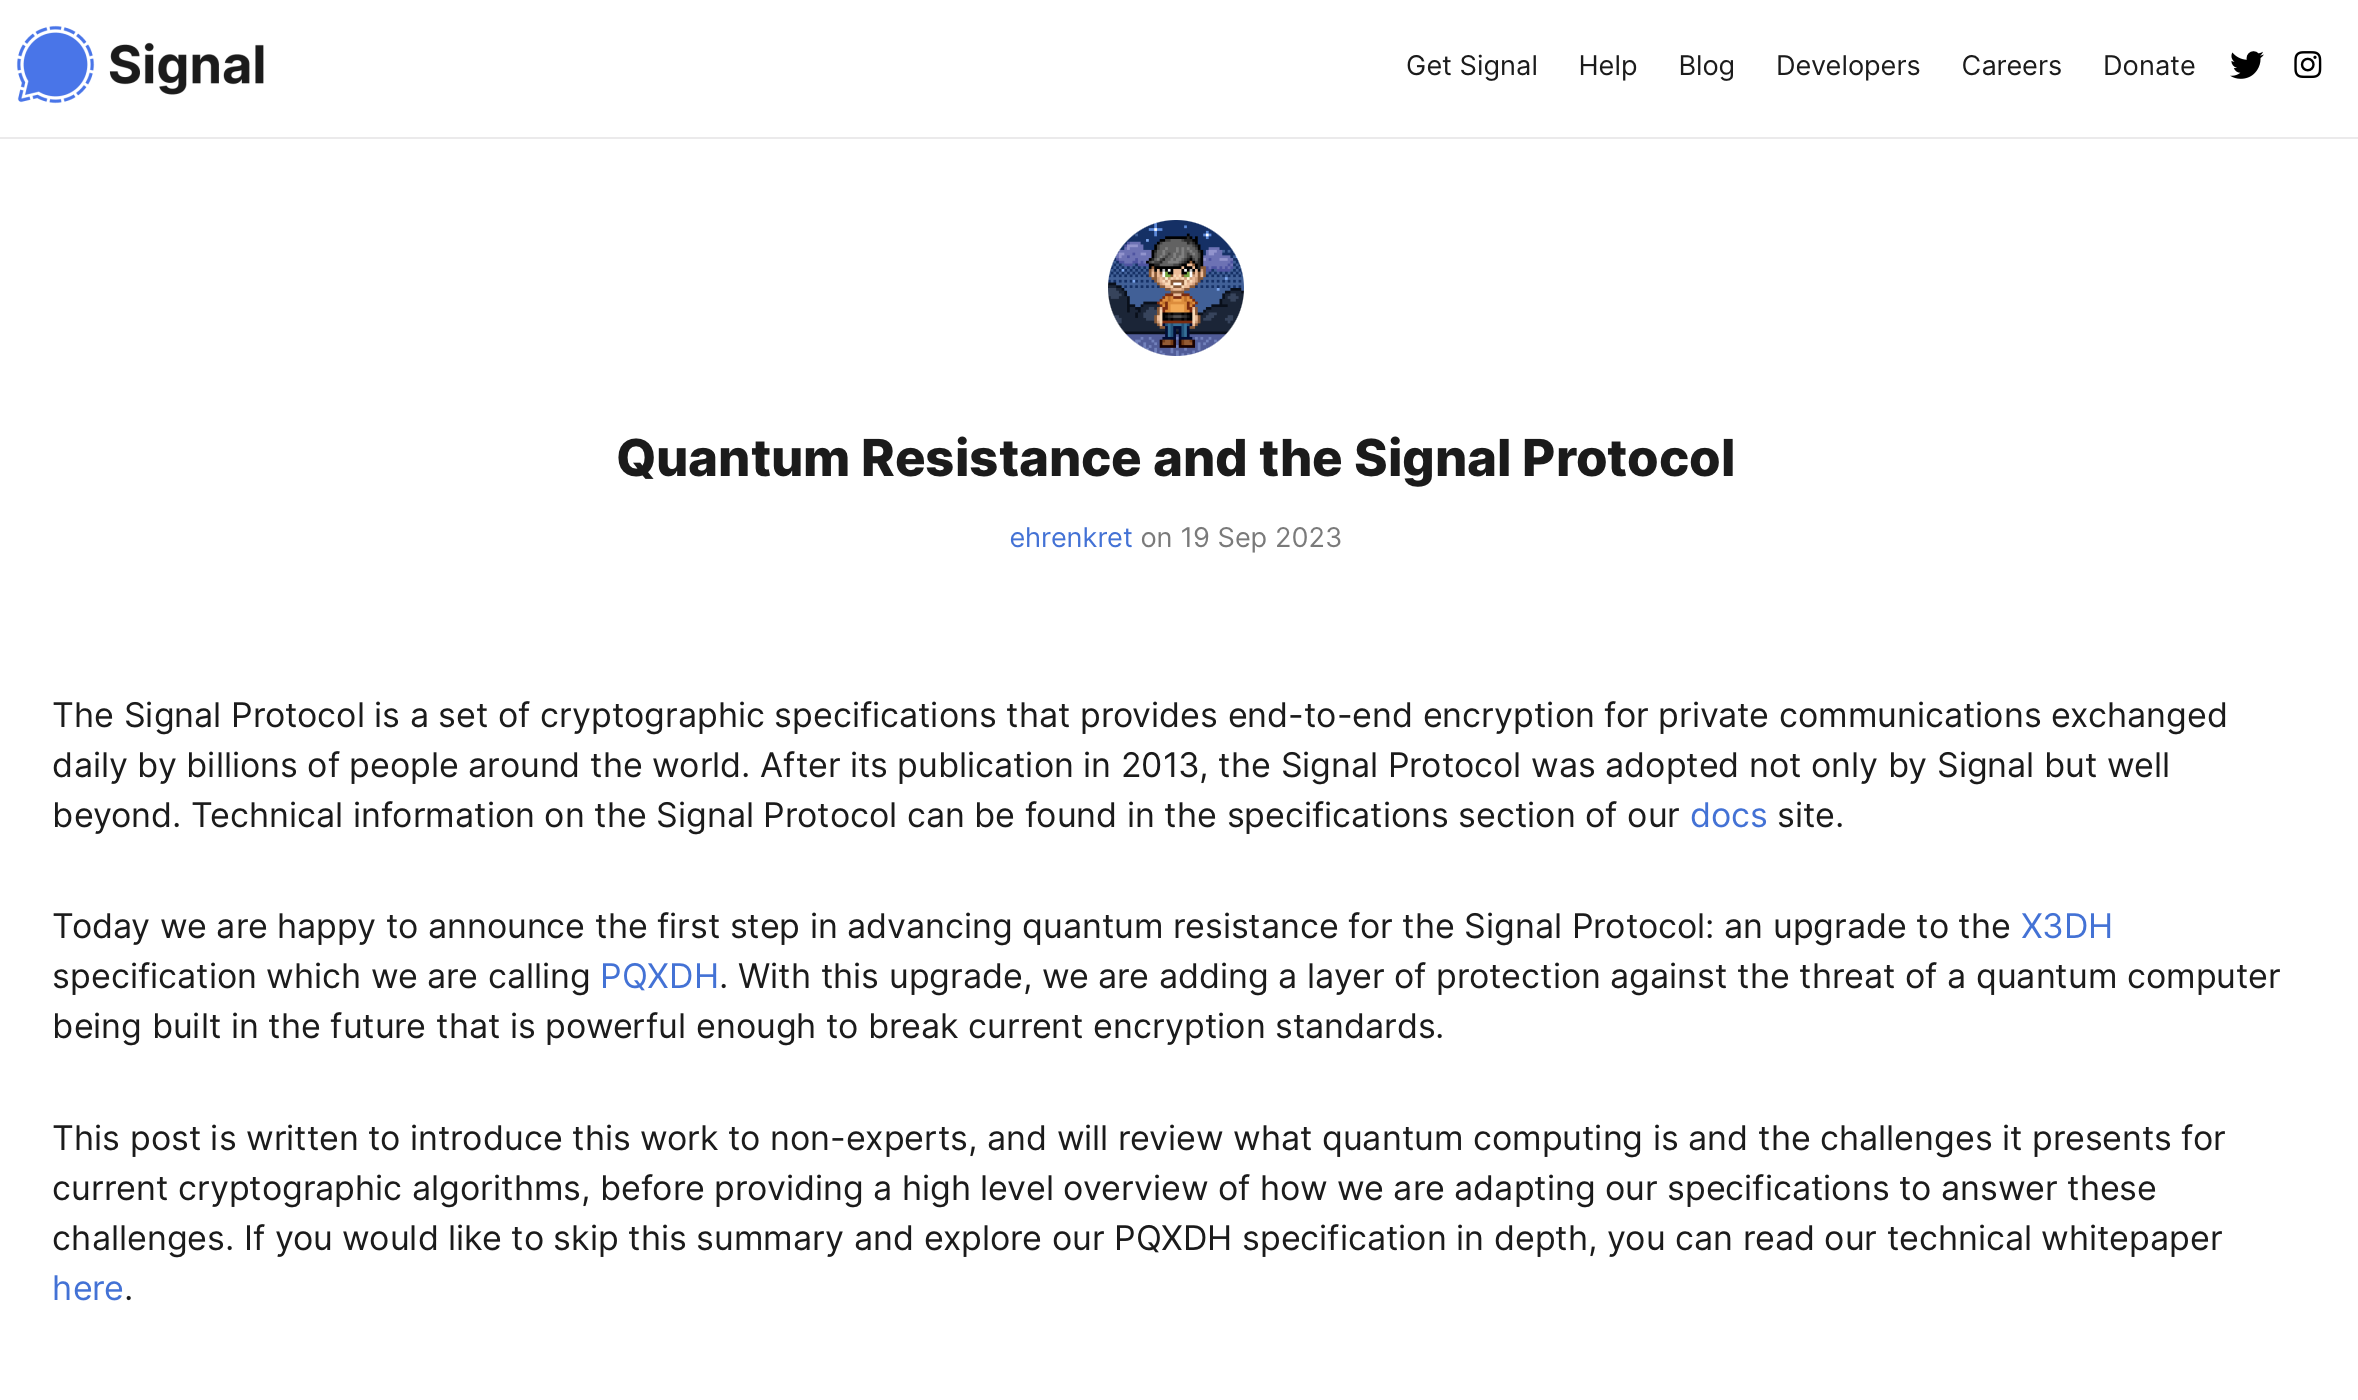 Signal
Get Signal Help Blog Developers Careers Donate
Quantum Resistance and the Signal Protocol
ehrenkret on 19 Sep 2023
The Signal Protocol is a set of cryptographic specifications that provides end-to-end encryption for private communications exchanged
daily by billions of people around the world. After its publication in 2013, the Signal Protocol was adopted not only by Signal but well
beyond. Technical information on the Signal Protocol can be found in the specifications section of our docs site.
Today we are happy to announce the first step in advancing quantum resistance for the Signal Protocol: an upgrade to the X3DH
specification which we are calling PQXDH. With this upgrade, we are adding a layer of protection against the threat of a quantum computer
being built in the future that is powerful enough to break current encryption standards.
This post is written to introduce this work to non-experts, and will review what quantum computing is and the challenges it presents for
current cryptographic algorithms, before providing a high level overview of how we are adapting our specifications to answer these
challenges. If you would like to skip this summary and explore our PQXDH specification in depth, you can read our technical whitepaper
here.